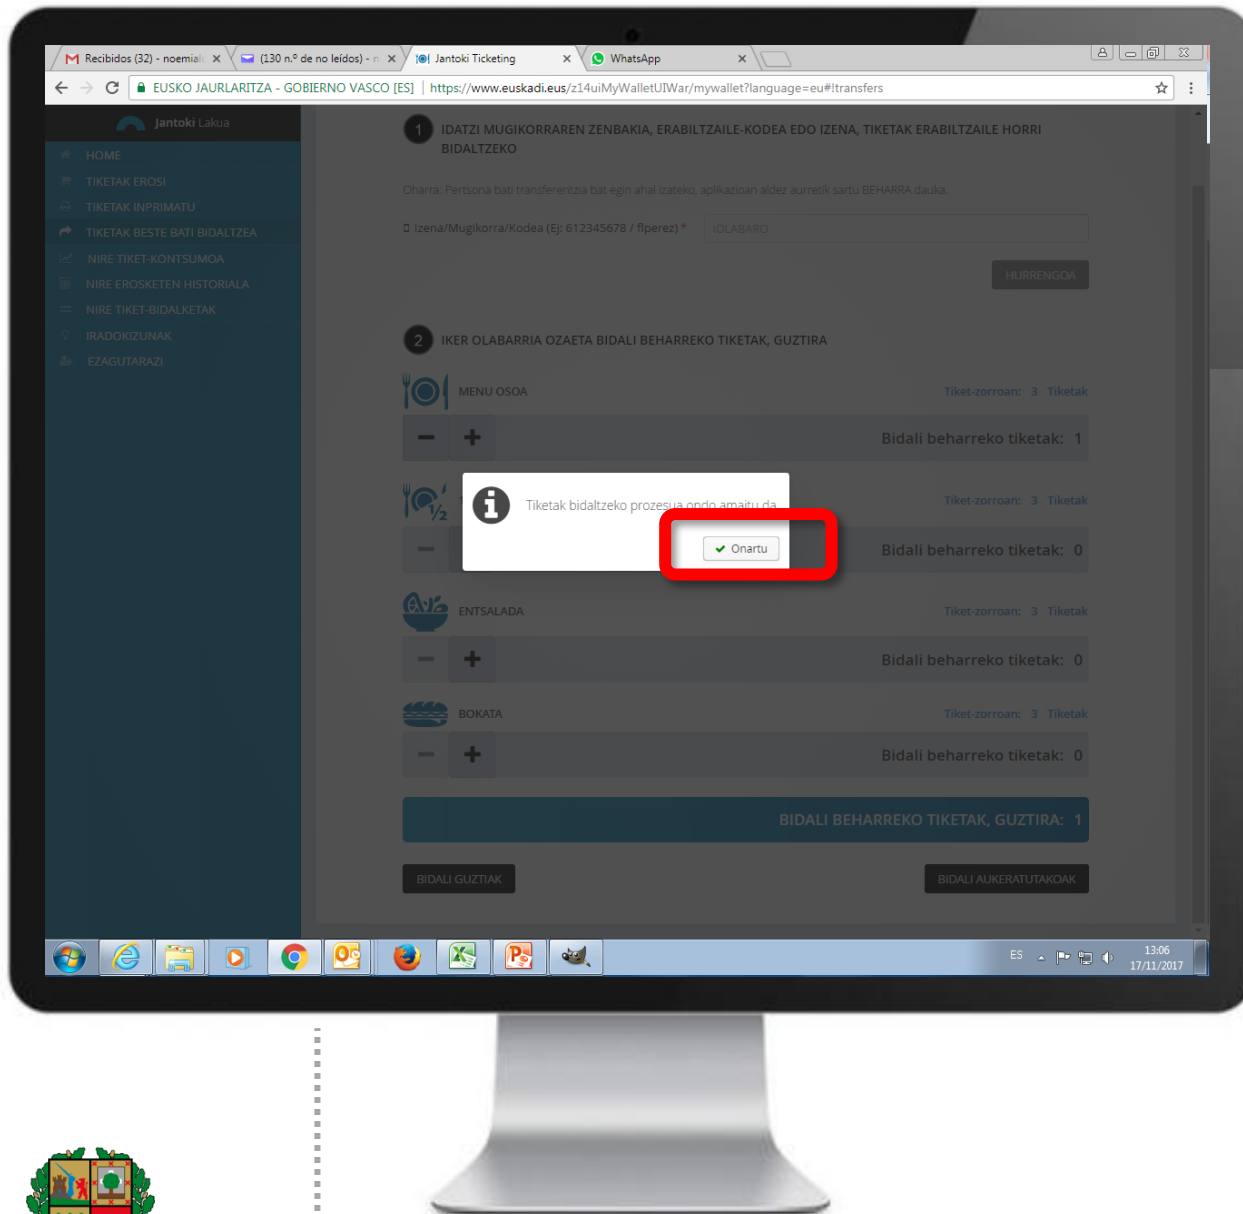 Recibidos (32) - noemial
(130 n.º de no leídos) - n
Jantoki Ticketing
WhatsApp
EUSKO JAURLARITZA - GOBIERNO VASCO [ES]
https://www.euskadi.eus/z14uiMyWalletUIWar/mywallet?language=eu#!transfers
Jantoki Lakua
HOME
TIKETAK EROSI
TIKETAK INPRIMATU
TIKETAK BESTE BATI BIDALTZEA
NIRE TIKET-KONTSUMOA
NIRE EROSKETEN HISTORIALA
NIRE TIKET-BIDALKETAK
IRADOKIZUNAK
EZAGUTARAZI
1 IDATZI MUGIKORRAREN ZENBAKIA, ERABILTZAILE-KODEA EDO IZENA, TIKETAK ERABILTZAILE HORRI
BIDALTZEKO
Oharra: Pertsona bati transferentzia bat egin ahal izateko, aplikazioan aldez aurretik sartu BEHARRA dauka.
Izena/Mugikorra/Kodea (Ej: 612345678 / flperez) *
IOLABARO
HURRENGOA
2 IKER OLABARRIA OZAETA BIDALI BEHARREKO TIKETAK, GUZTIRA
MENU OSOA
Tiket-zorroan: 3 Tiketak
Bidali beharreko tiketak: 1
1/2
Tiket-zorroan: 3 Tiketak
Bidali beharreko tiketak: 0
Tiketak bidaltzeko prozesua ondo amaitu da
Onartu
ENTSALADA
Tiket-zorroan: 3 Tiketak
Bidali beharreko tiketak: 0
BOKATA
Tiket-zorroan: 3 Tiketak
Bidali beharreko tiketak: 0
BIDALI BEHARREKO TIKETAK, GUZTIRA: 1
BIDALI GUZTIAK
BIDALI AUKERATUTAKOAK
ES
13:06
17/11/2017